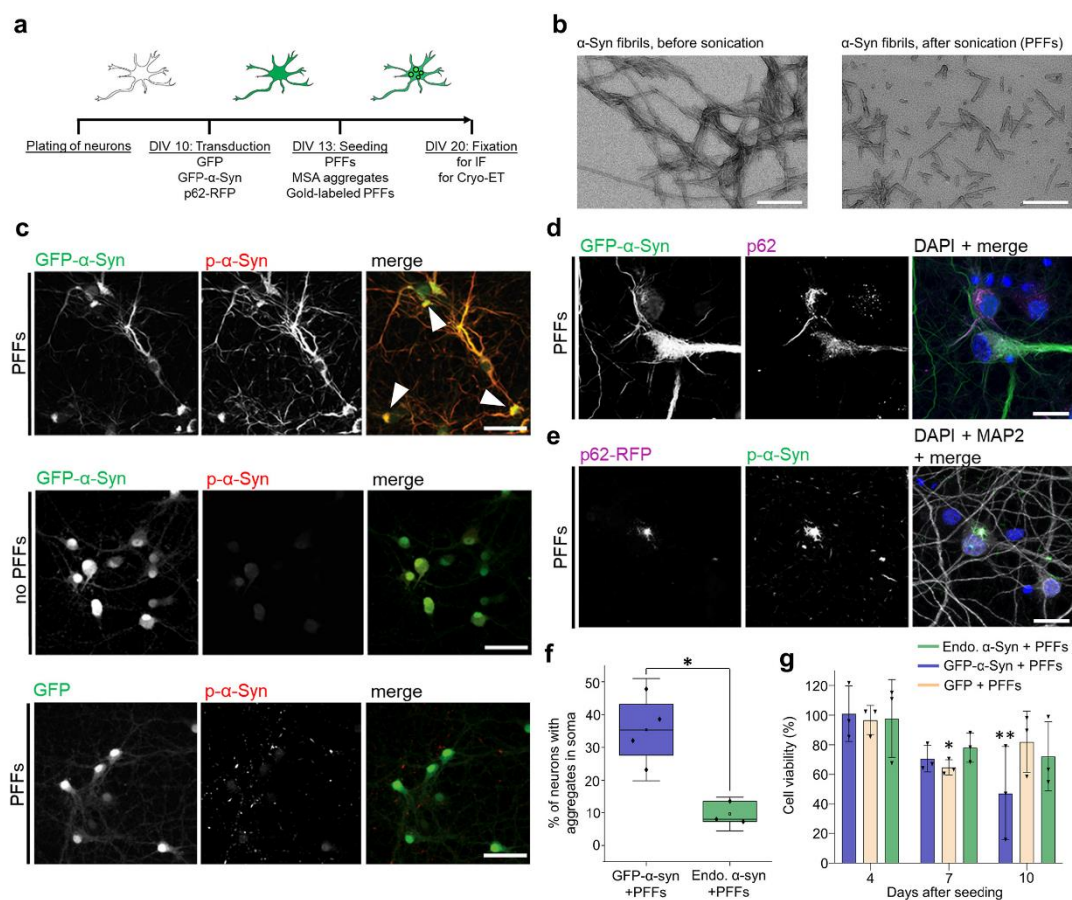 a
Plating of neurons
DIV 10: Transduction
GFP
GFP-α-Syn
p62-RFP
DIV 13: Seeding
PFFs
MSA aggregates
Gold-labeled PFFs
DIV 20: Fixation
for IF
for Cryo-ET
b
α-Syn fibrils, before sonication
α-Syn fibrils, after sonication (PFFs)
c
GFP-α-Syn
p-α-Syn
merge
PFFs
GFP-α-Syn
p-α-Syn
merge
no PFFs
GFP
p-α-Syn
merge
PFFs
d
GFP-α-Syn
p62
DAPI + merge
PFFs
e
p62-RFP
p-α-Syn
DAPI + MAP2
+ merge
PFFs
f
*
% of neurons with
aggregates in soma
50
40
30
20
10
0
GFP-α-syn
+PFFs
Endo. α-syn
+PFFs
g
Endo. α-Syn + PFFs
GFP-α-Syn + PFFs
GFP + PFFs
Cell viability (%)
120
100
80
60
40
20
0
*
**
4
7
10
Days after seeding